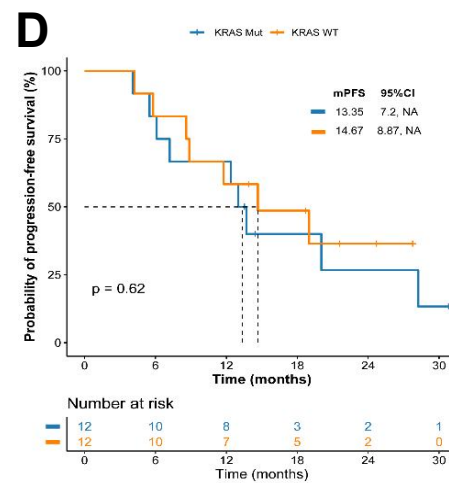 D
KRAS Mut KRAS WT
Probability of progression-free survival (%)
100
75
50
25
0
mPFS 95%CI
13.35 7.2, NA
14.67 8.87, NA
p = 0.62
0 6 12 18 24 30
Time (months)
Number at risk
12 10 8 3 2 1
12 10 7 5 2 0
0 6 12 18 24 30
Time (months)